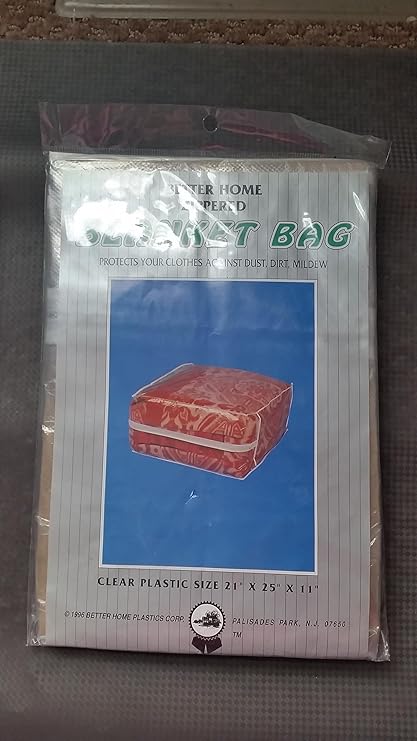 BETTER HOME
ZIPPERED
BLANKET BAG
PROTECTS YOUR CLOTHES AGAINST DUST, DIRT, MILDEW
CLEAR PLASTIC SIZE 21" X 25" X 11"
© 1996 BETTER HOME PLASTICS CORP. PALISADES PARK, N.J. 07650
TM